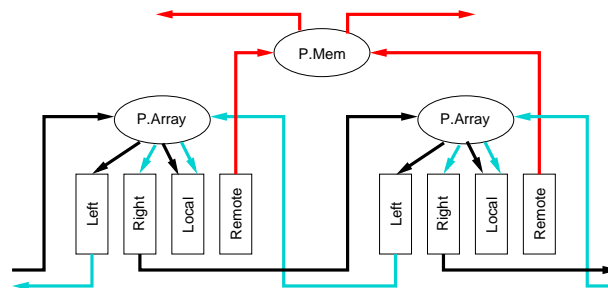 P.Mem
P.Array
P.Array
Left
Right
Local
Remote
Left
Right
Local
Remote